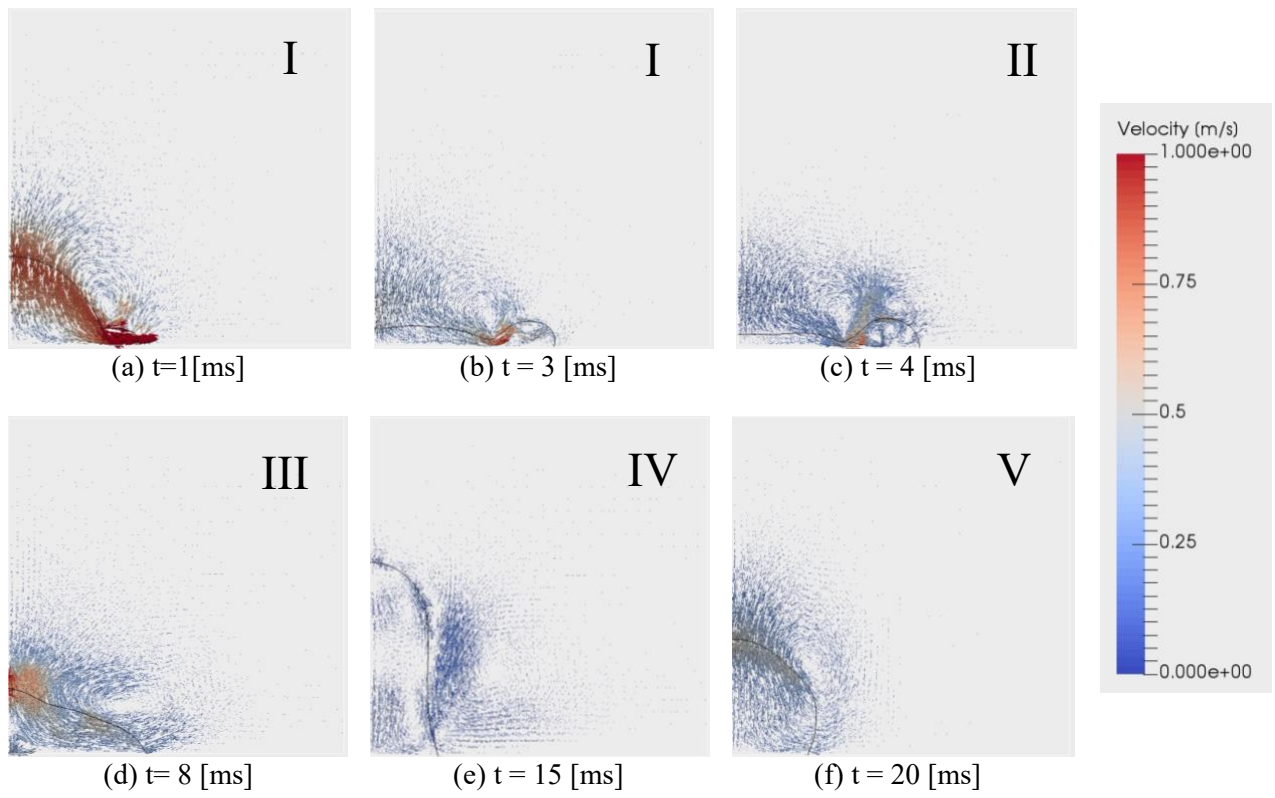 I
I
II
Velocity (m/s)
1.000e+00
0.75
0.5
0.25
0.000e+00
(a) t=1[ms]
(b) t = 3 [ms]
(c) t = 4 [ms]
III
IV
V
(d) t= 8 [ms]
(e) t = 15 [ms]
(f) t = 20 [ms]